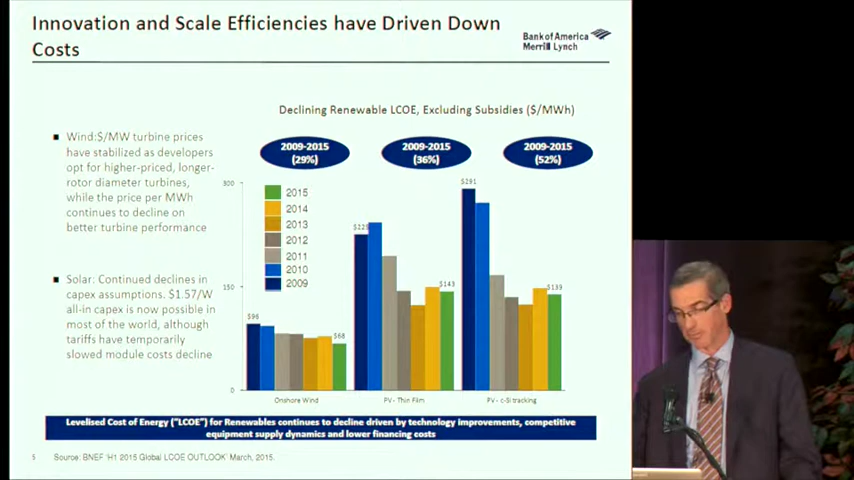 Innovation and Scale Efficiencies have Driven Down
Costs
Bank of America
Merrill Lynch
Declining Renewable LCOE, Excluding Subsidies ($/MWh)
■ Wind:$/MW turbine prices
have stabilized as developers
opt for higher-priced, longer-
rotor diameter turbines,
while the price per MWh
continues to decline on
better turbine performance
■ Solar: Continued declines in
capex assumptions. $1.57/W
all-in capex is now possible in
most of the world, although
tariffs have temporarily
slowed module costs decline
2009-2015
(29%)
2009-2015
(36%)
2009-2015
(52%)
300
150
0
2015
2014
2013
2012
2011
2010
2009
$96
$68
$143
$291
$139
Onshore Wind
PV - Thin Film
PV - c-Si tracking
Levelised Cost of Energy ("LCOE") for Renewables continues to decline driven by technology improvements, competitive
equipment supply dynamics and lower financing costs
Source: BNEF 'H1 2015 Global LCOE OUTLOOK' March, 2015.